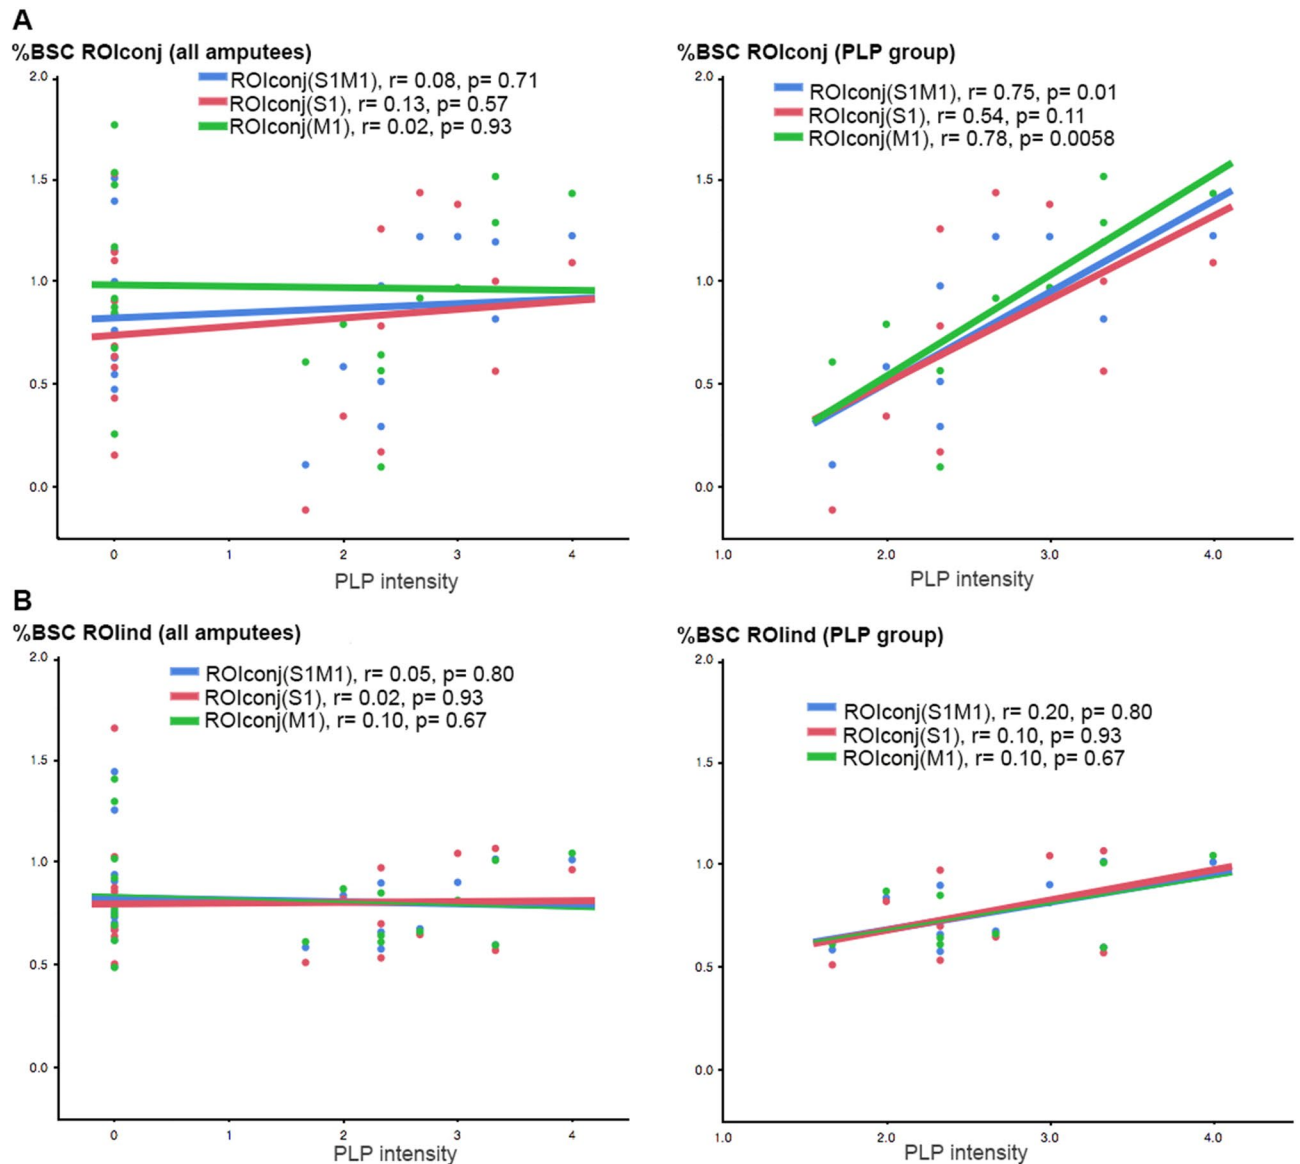 A
%BSC ROIconj (all amputees)
ROIconj(S1M1), r= 0.08, p= 0.71
ROIconj(S1), r= 0.13, p= 0.57
ROIconj(M1), r= 0.02, p= 0.93
2.0
1.5
1.0
0.5
0.0
0 1 2 3 4
PLP intensity
%BSC ROIconj (PLP group)
ROIconj(S1M1), r= 0.75, p= 0.01
ROIconj(S1), r= 0.54, p= 0.11
ROIconj(M1), r= 0.78, p= 0.0058
2.0
1.5
1.0
0.5
0.0
1.0 2.0 3.0 4.0
PLP intensity
B
%BSC ROIind (all amputees)
ROIconj(S1M1), r= 0.05, p= 0.80
ROIconj(S1), r= 0.02, p= 0.93
ROIconj(M1), r= 0.10, p= 0.67
2.0
1.5
1.0
0.5
0.0
0 1 2 3 4
PLP intensity
%BSC ROIind (PLP group)
ROIconj(S1M1), r= 0.20, p= 0.80
ROIconj(S1), r= 0.10, p= 0.93
ROIconj(M1), r= 0.10, p= 0.67
2.0
1.5
1.0
0.5
0.0
1.0 2.0 3.0 4.0
PLP intensity